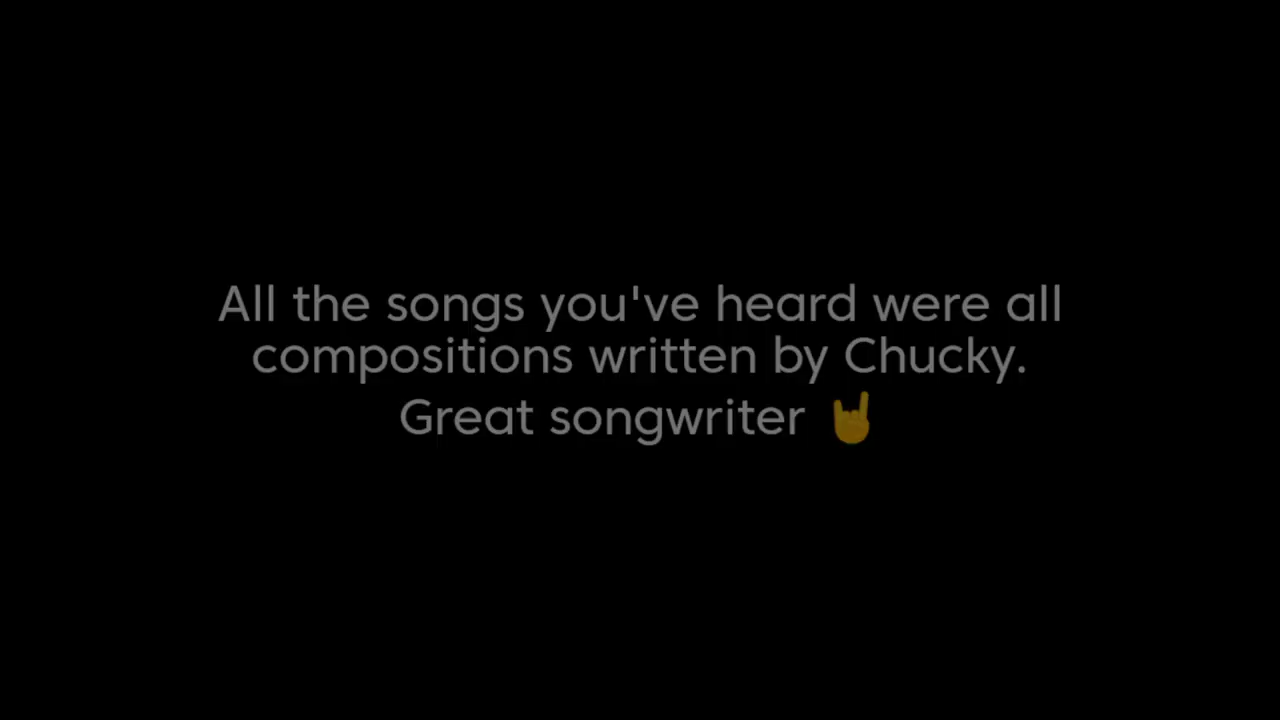 All the songs you've heard were all
compositions written by Chucky.
Great songwriter 🤘